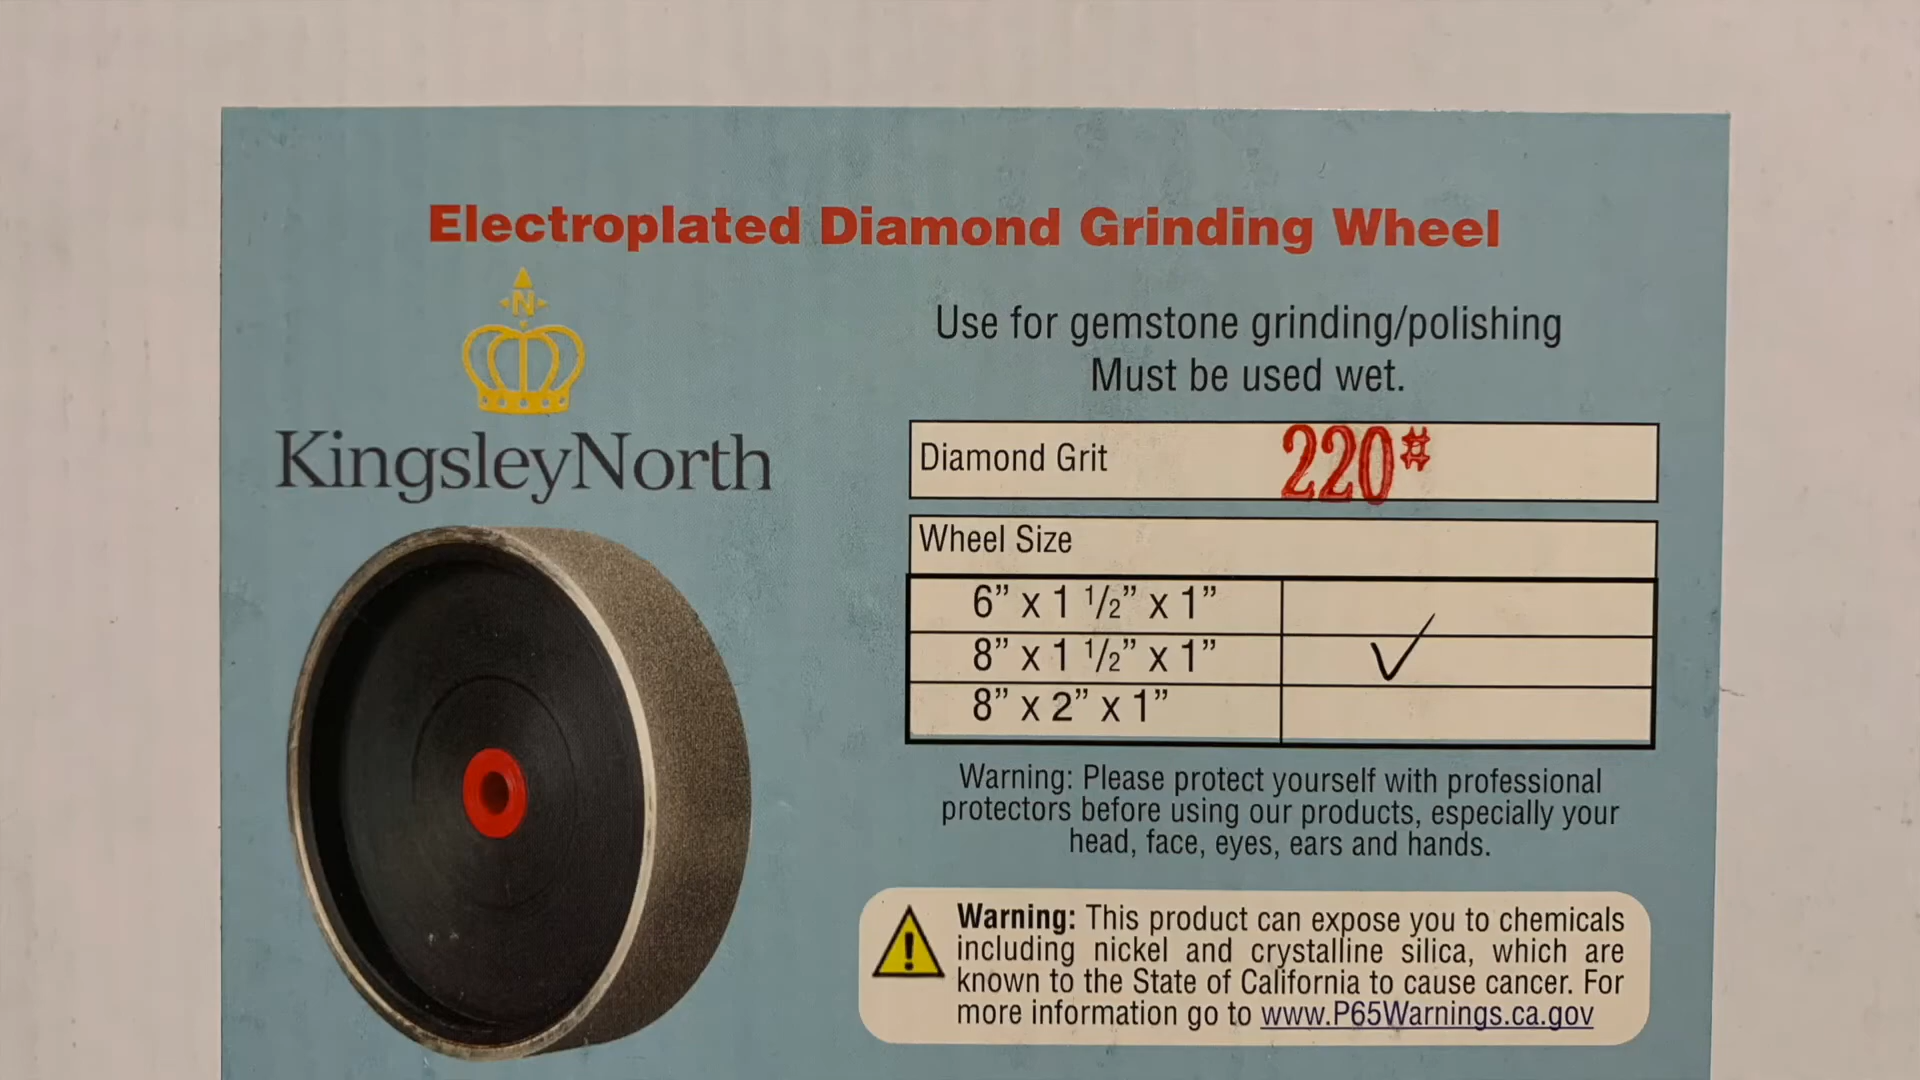 Electroplated Diamond Grinding Wheel
N
KingsleyNorth
Use for gemstone grinding/polishing
Must be used wet.
Diamond Grit 220#
Wheel Size
6” x 1 1/2” x 1”
8” x 1 1/2” x 1” ✓
8” x 2” x 1”
Warning: Please protect yourself with professional
protectors before using our products, especially your
head, face, eyes, ears and hands.
Warning: This product can expose you to chemicals
including nickel and crystalline silica, which are
known to the State of California to cause cancer. For
more information go to www.P65Warnings.ca.gov